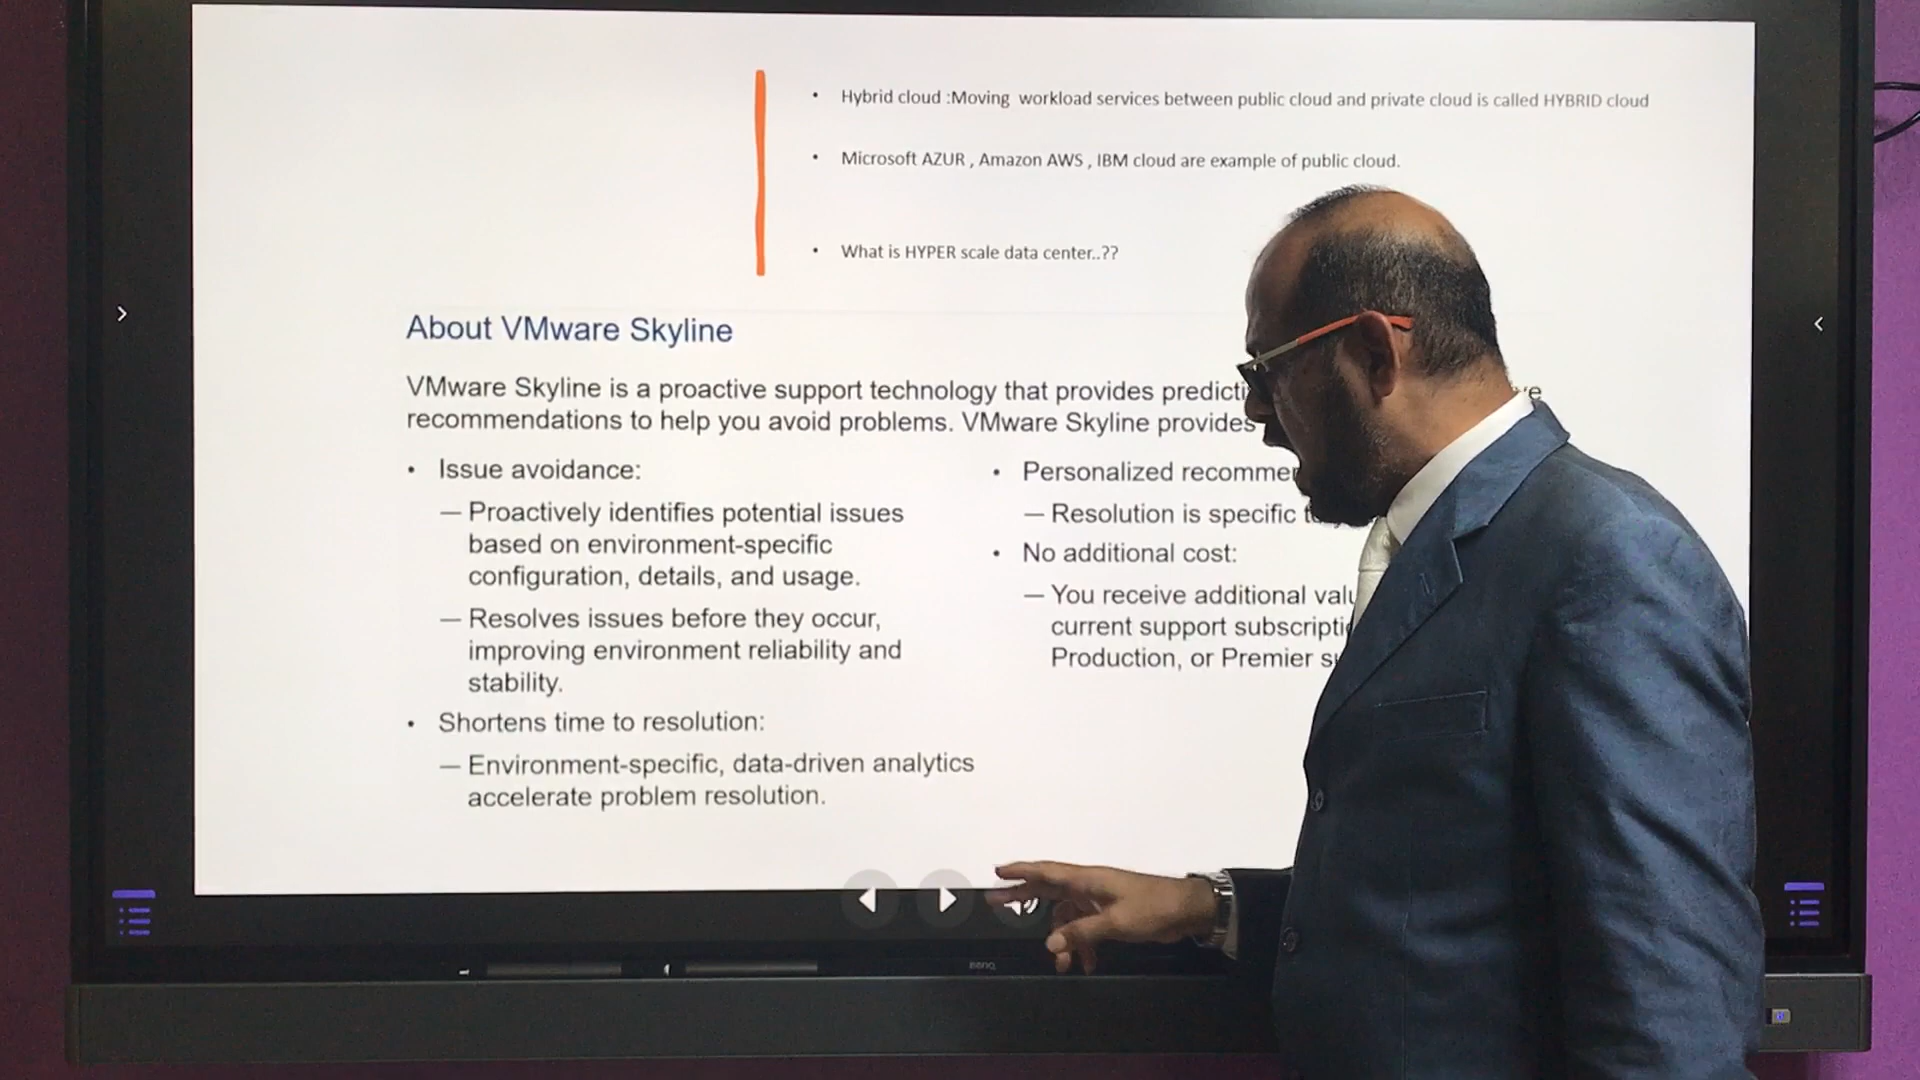 • Hybrid cloud :Moving workload services between public cloud and private cloud is called HYBRID cloud
• Microsoft AZUR , Amazon AWS , IBM cloud are example of public cloud.
• What is HYPER scale data center..??
About VMware Skyline
VMware Skyline is a proactive support technology that provides
recommendations to help you avoid problems. VMware Skyline provides
• Issue avoidance:
— Proactively identifies potential issues
based on environment-specific
configuration, details, and usage.
— Resolves issues before they occur,
improving environment reliability and
stability.
• Shortens time to resolution:
— Environment-specific, data-driven analytics
accelerate problem resolution.
• Personalized
— Resolution is specific
• No additional cost:
— You receive additional
current support
Production, or Premier
BenQ